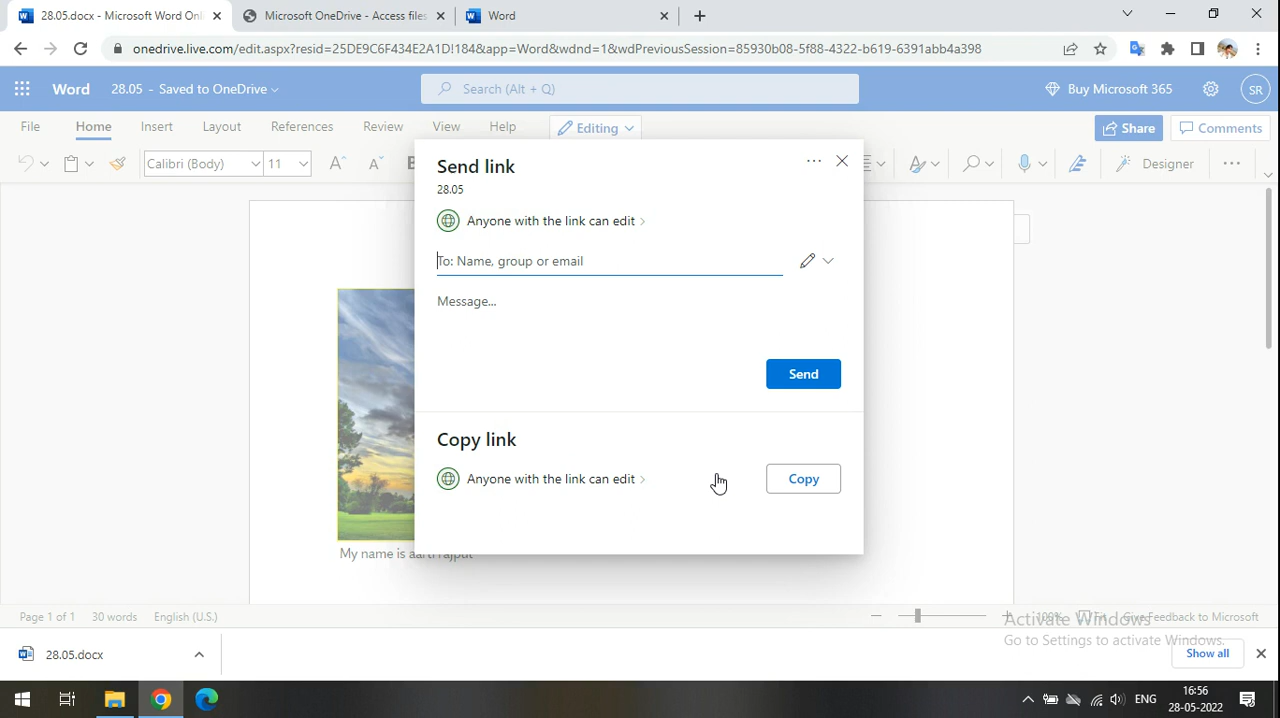 28.05.docx - Microsoft Word Onli
Microsoft OneDrive - Access files
Word
onedrive.live.com/edit.aspx?resid=25DE9C6F434E2A1D!184&app=Word&wdnd=1&wdPreviousSession=85930b08-5f88-4322-b619-6391abb4a398
Word
28.05 - Saved to OneDrive
Search (Alt + Q)
Buy Microsoft 365
SR
File
Home
Insert
Layout
References
Review
View
Help
Editing
Share
Comments
Calibri (Body)
11
A
A
B
Designer
Send link
28.05
Anyone with the link can edit
To: Name, group or email
Message...
Send
Copy link
Anyone with the link can edit
Copy
My name is aarti rajput
Page 1 of 1
30 words
English (U.S.)
100%
Fit
Give Feedback to Microsoft
Activate Windows
Go to Settings to activate Windows.
28.05.docx
Show all
ENG
16:56
28-05-2022